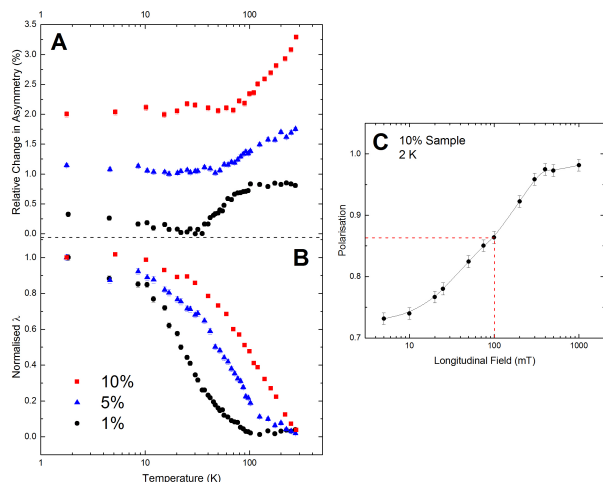 1 10 100
A
Relative Change in Asymmetry (%)
3.5
3.0
2.5
2.0
1.5
1.0
0.5
0.0
B
Normalised λ
1.0
0.8
0.6
0.4
0.2
0.0
10%
5%
1%
1 10 100
Temperature (K)
C
10% Sample
2 K
Polarisation
1.0
0.9
0.8
0.7
10 100 1000
Longitudinal Field (mT)